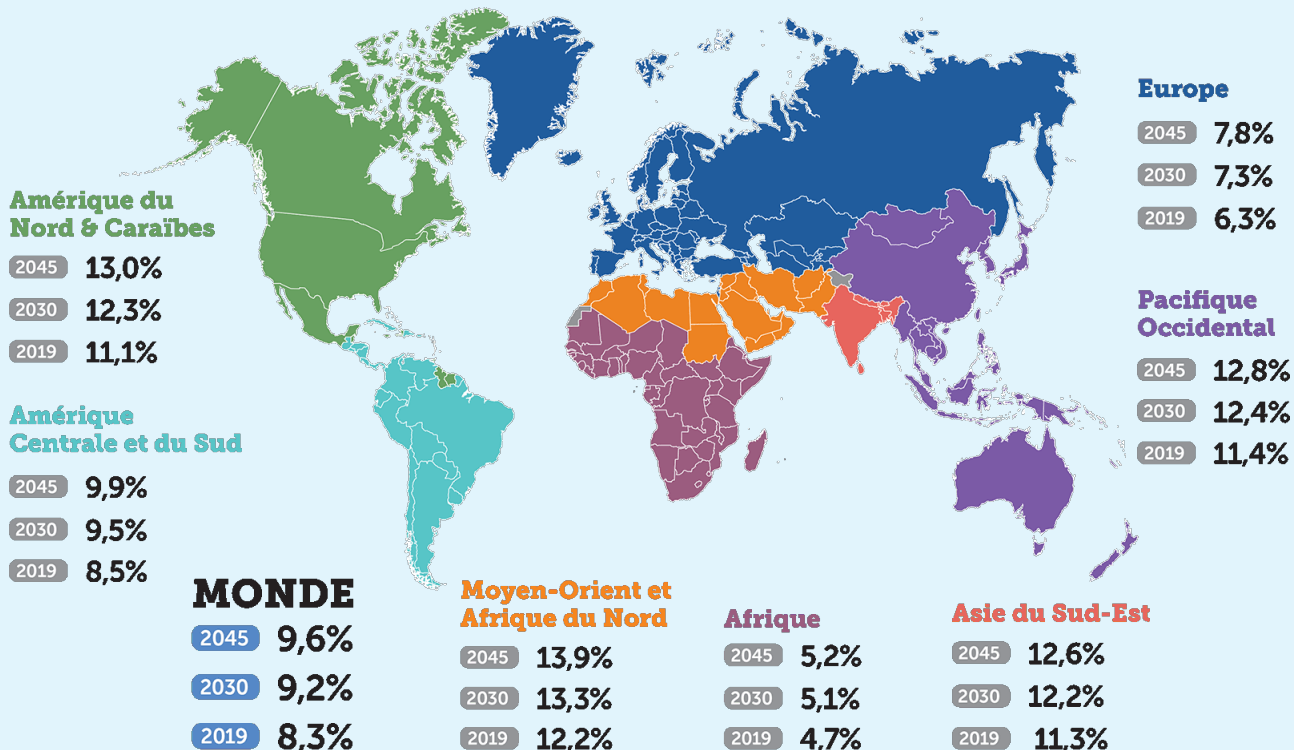 Amérique du
Nord & Caraïbes
2045 13,0%
2030 12,3%
2019 11,1%
Amérique
Centrale et du Sud
2045 9,9%
2030 9,5%
2019 8,5%
MONDE
2045 9,6%
2030 9,2%
2019 8,3%
Moyen-Orient et
Afrique du Nord
2045 13,9%
2030 13,3%
2019 12,2%
Afrique
2045 5,2%
2030 5,1%
2019 4,7%
Asie du Sud-Est
2045 12,6%
2030 12,2%
2019 11,3%
Europe
2045 7,8%
2030 7,3%
2019 6,3%
Pacifique
Occidental
2045 12,8%
2030 12,4%
2019 11,4%